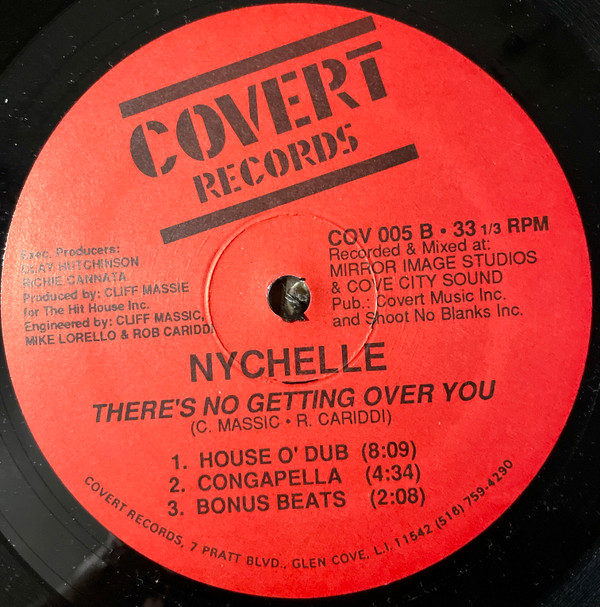 COVERT
RECORDS
Exec. Producers:
CLAY HUTCHINSON
RICHIE CANNATA
Produced by: CLIFF MASSIE
for The Hit House Inc.
Engineered by: CLIFF MASSIC,
MIKE LORELLO & ROB CARIDDI
COV 005 B • 33 1/3 RPM
Recorded & Mixed at:
MIRROR IMAGE STUDIOS
& COVE CITY SOUND
Pub.: Covert Music Inc.
and Shoot No Blanks Inc.
NYCHELLE
THERE'S NO GETTING OVER YOU
(C. MASSIC • R. CARIDDI)
1. HOUSE O' DUB (8:09)
2. CONGAPELLA (4:34)
3. BONUS BEATS (2:08)
COVERT RECORDS, 7 PRATT BLVD., GLEN COVE, L.I. 11542 (516) 759-4290